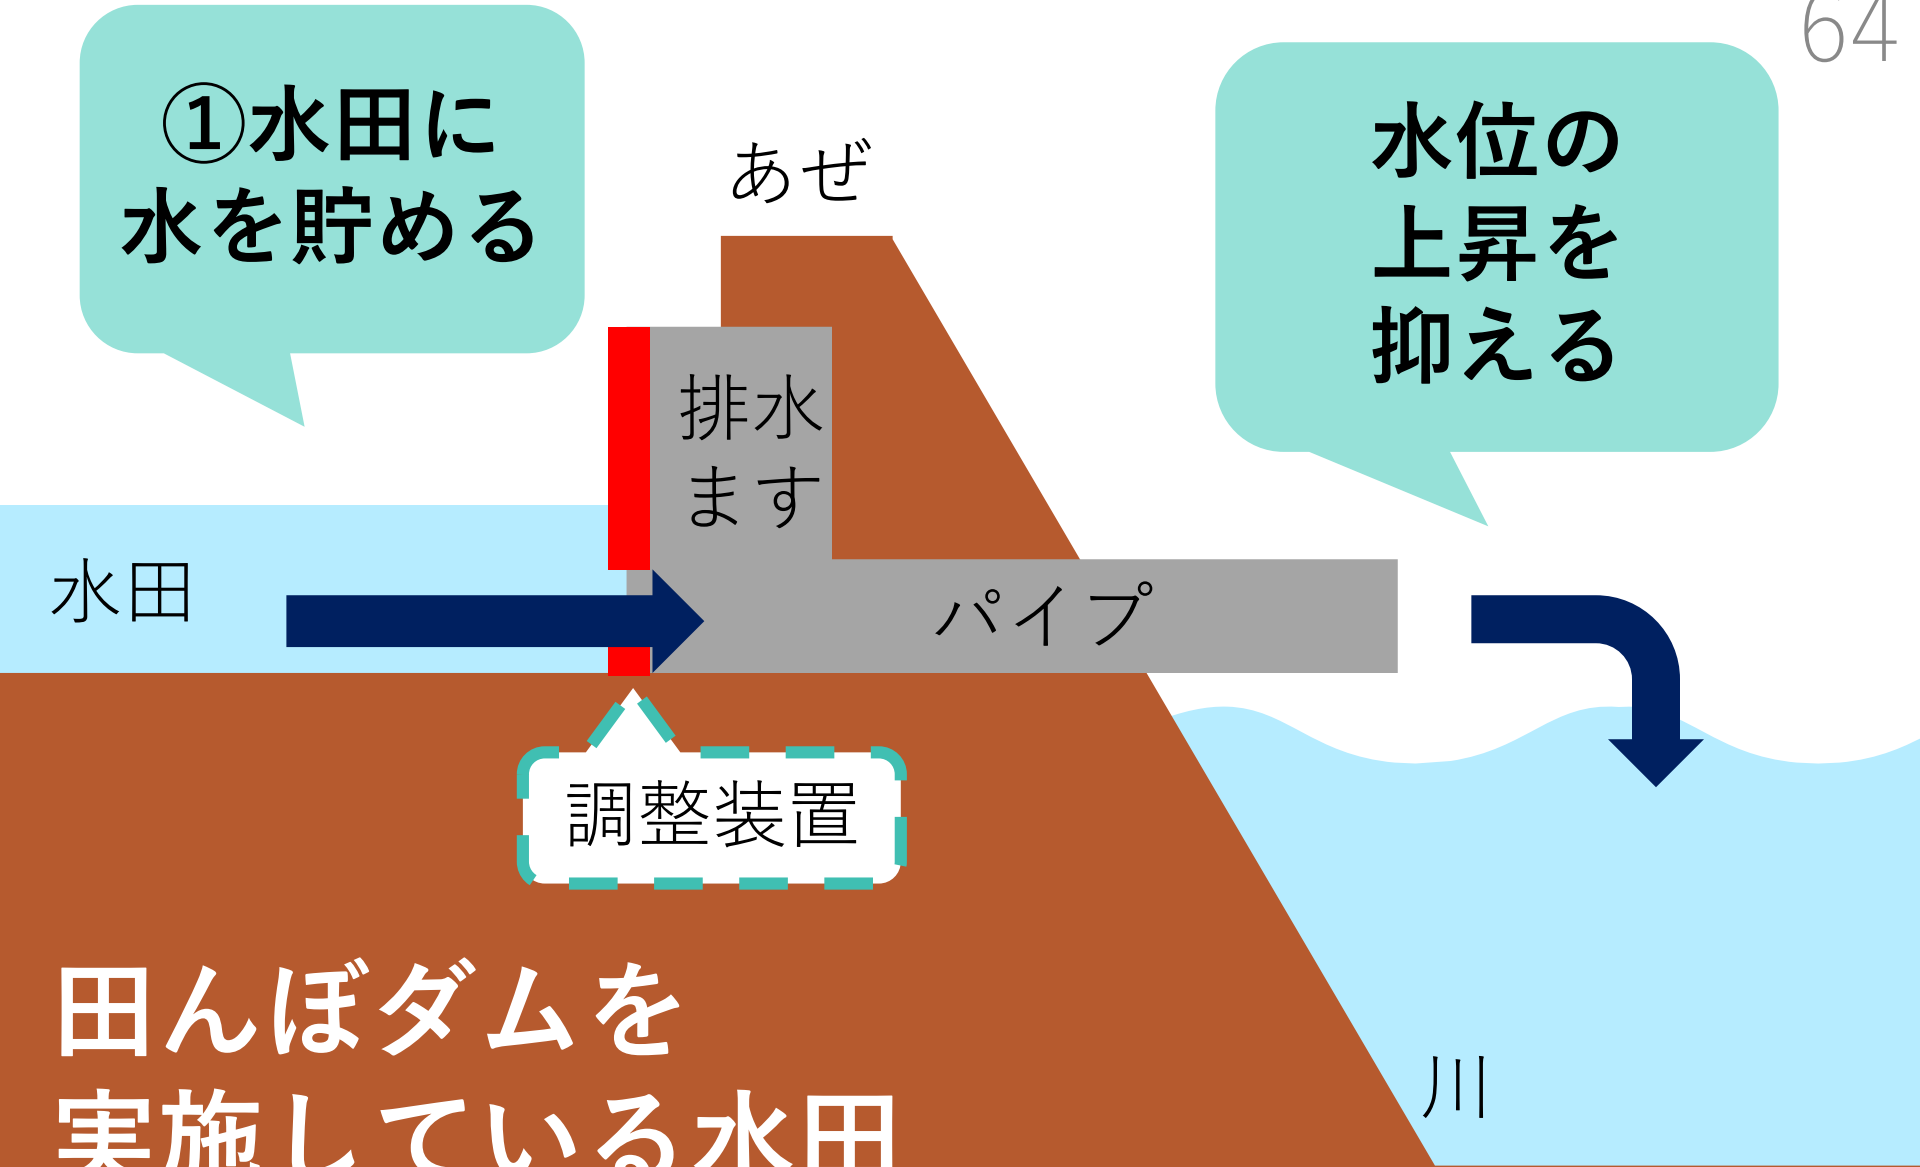 64
①水田に
水を貯める
水位の
上昇を
抑える
あぜ
排水
ます
水田
パイプ
調整装置
田んぼダムを
実施している水田
川